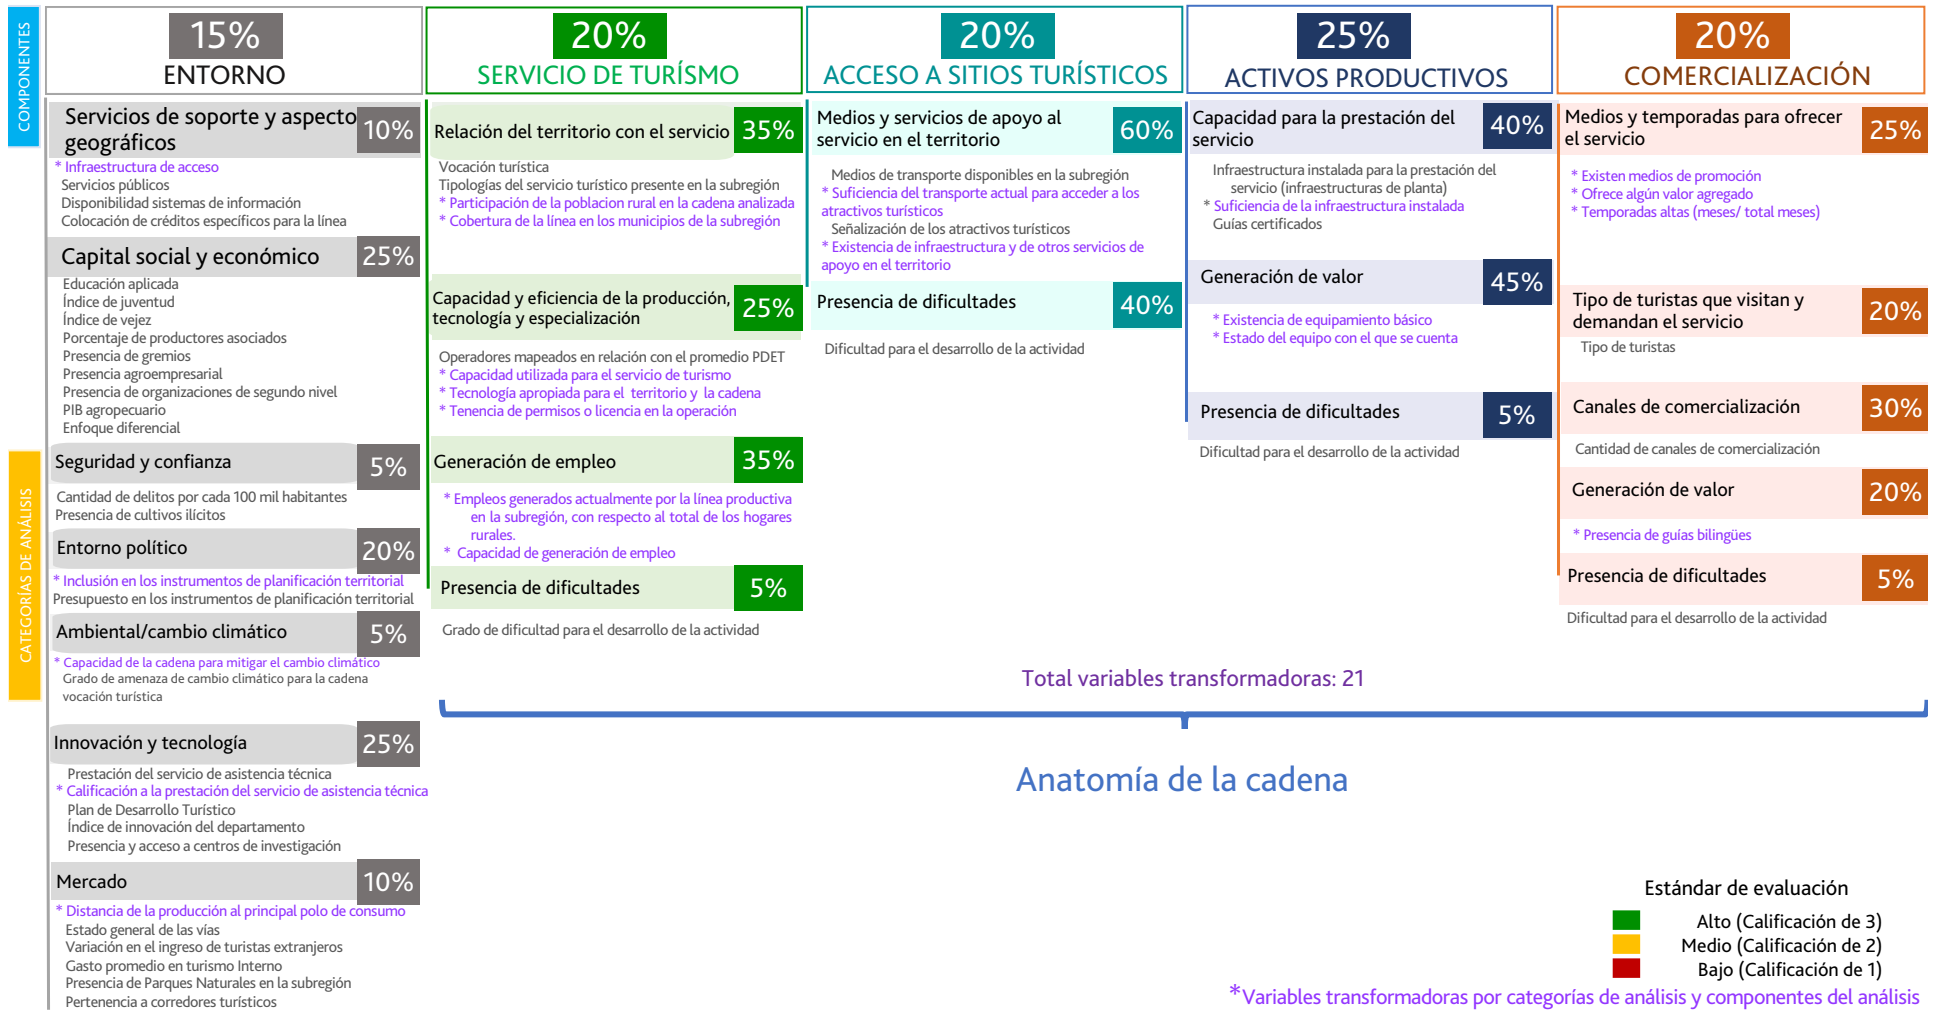 COMPONENTES
CATEGORÍAS DE ANÁLISIS
15%
ENTORNO
Servicios de soporte y aspecto
geográficos
10%
* Infraestructura de acceso
Servicios públicos
Disponibilidad sistemas de información
Colocación de créditos específicos para la línea
Capital social y económico
25%
Educación aplicada
Índice de juventud
Índice de vejez
Porcentaje de productores asociados
Presencia de gremios
Presencia agroempresarial
Presencia de organizaciones de segundo nivel
PIB agropecuario
Enfoque diferencial
Seguridad y confianza
5%
Cantidad de delitos por cada 100 mil habitantes
Presencia de cultivos ilícitos
Entorno político
20%
* Inclusión en los instrumentos de planificación territorial
Presupuesto en los instrumentos de planificación territorial
Ambiental/cambio climático
5%
* Capacidad de la cadena para mitigar el cambio climático
Grado de amenaza de cambio climático para la cadena
vocación turística
Innovación y tecnología
25%
Prestación del servicio de asistencia técnica
* Calificación a la prestación del servicio de asistencia técnica
Plan de Desarrollo Turístico
Índice de innovación del departamento
Presencia y acceso a centros de investigación
Mercado
10%
* Distancia de la producción al principal polo de consumo
Estado general de las vías
Variación en el ingreso de turistas extranjeros
Gasto promedio en turismo Interno
Presencia de Parques Naturales en la subregión
Pertenencia a corredores turísticos
20%
SERVICIO DE TURÍSMO
Relación del territorio con el servicio
35%
Vocación turística
Tipologías del servicio turístico presente en la subregión
* Participación de la poblacion rural en la cadena analizada
* Cobertura de la línea en los municipios de la subregión
Capacidad y eficiencia de la producción,
tecnología y especialización
25%
Operadores mapeados en relación con el promedio PDET
* Capacidad utilizada para el servicio de turismo
* Tecnología apropiada para el territorio y la cadena
* Tenencia de permisos o licencia en la operación
Generación de empleo
35%
* Empleos generados actualmente por la línea productiva
en la subregión, con respecto al total de los hogares
rurales.
* Capacidad de generación de empleo
Presencia de dificultades
5%
Grado de dificultad para el desarrollo de la actividad
20%
ACCESO A SITIOS TURÍSTICOS
Medios y servicios de apoyo al
servicio en el territorio
60%
Medios de transporte disponibles en la subregión
* Suficiencia del transporte actual para acceder a los
atractivos turísticos
Señalización de los atractivos turísticos
* Existencia de infraestructura y de otros servicios de
apoyo en el territorio
Presencia de dificultades
40%
Dificultad para el desarrollo de la actividad
25%
ACTIVOS PRODUCTIVOS
Capacidad para la prestación del
servicio
40%
Infraestructura instalada para la prestación del
servicio (infraestructuras de planta)
* Suficiencia de la infraestructura instalada
Guías certificados
Generación de valor
45%
* Existencia de equipamiento básico
* Estado del equipo con el que se cuenta
Presencia de dificultades
5%
Dificultad para el desarrollo de la actividad
20%
COMERCIALIZACIÓN
Medios y temporadas para ofrecer
el servicio
25%
* Existen medios de promoción
* Ofrece algún valor agregado
* Temporadas altas (meses/ total meses)
Tipo de turistas que visitan y
demandan el servicio
20%
Tipo de turistas
Canales de comercialización
30%
Cantidad de canales de comercialización
Generación de valor
20%
* Presencia de guías bilingües
Presencia de dificultades
5%
Dificultad para el desarrollo de la actividad
Total variables transformadoras: 21
Anatomía de la cadena
Estándar de evaluación
Alto (Calificación de 3)
Medio (Calificación de 2)
Bajo (Calificación de 1)
*Variables transformadoras por categorías de análisis y componentes del análisis